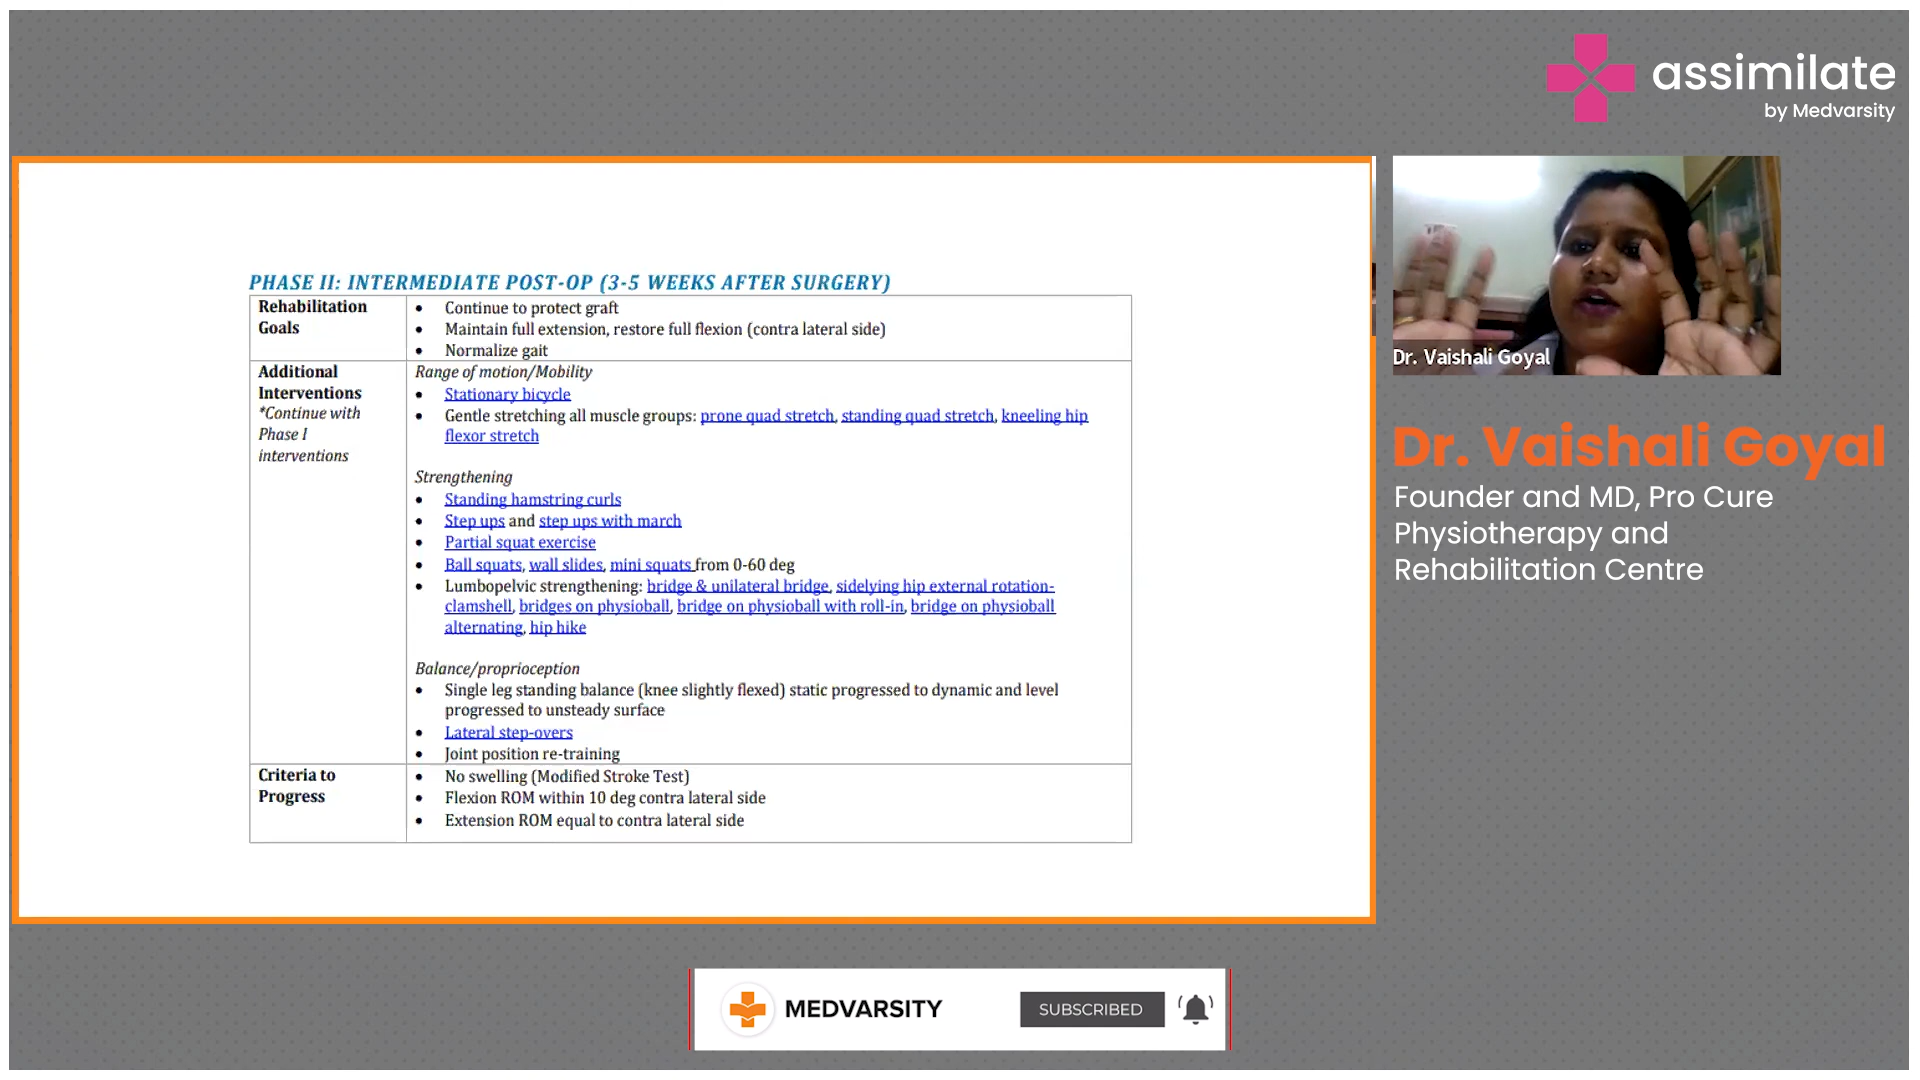 assimilate
by Medvarsity
PHASE II: INTERMEDIATE POST-OP (3-5 WEEKS AFTER SURGERY)
Rehabilitation
Goals
• Continue to protect graft
• Maintain full extension, restore full flexion (contra lateral side)
• Normalize gait
Additional
Interventions
*Continue with
Phase I
interventions
Range of motion/Mobility
• Stationary bicycle
• Gentle stretching all muscle groups: prone quad stretch, standing quad stretch, kneeling hip
flexor stretch
Strengthening
• Standing hamstring curls
• Step ups and step ups with march
• Partial squat exercise
• Ball squats, wall slides, mini squats from 0-60 deg
• Lumbopelvic strengthening: bridge & unilateral bridge, sidelying hip external rotation-
clamshell, bridges on physioball, bridge on physioball with roll-in, bridge on physioball
alternating, hip hike
Balance/proprioception
• Single leg standing balance (knee slightly flexed) static progressed to dynamic and level
progressed to unsteady surface
• Lateral step-overs
• Joint position re-training
Criteria to
Progress
• No swelling (Modified Stroke Test)
• Flexion ROM within 10 deg contra lateral side
• Extension ROM equal to contra lateral side
Dr. Vaishali Goyal
Dr. Vaishali Goyal
Founder and MD, Pro Cure
Physiotherapy and
Rehabilitation Centre
MEDVARSITY
SUBSCRIBED